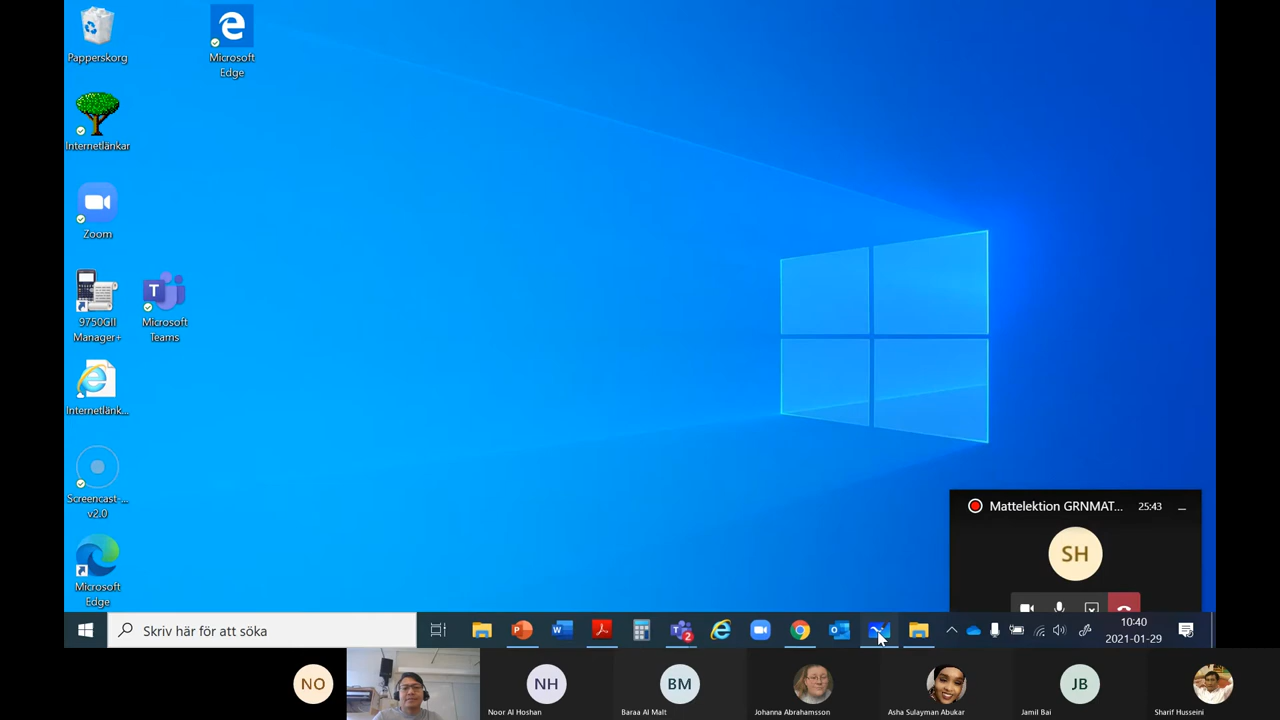 Papperskorg
Microsoft
Edge
Internetlänkar
Zoom
9750GII
Manager+
Microsoft
Teams
Internetlänk...
Screencast-...
v2.0
Microsoft
Edge
Mattelektion GRNMAT...
25:43
SH
Skriv här för att söka
2
10:40
2021-01-29
NO
NH
Noor Al Hoshan
BM
Baraa Al Malt
Johanna Abrahamsson
Asha Sulayman Abukar
JB
Jamil Bai
Sharif Husseini